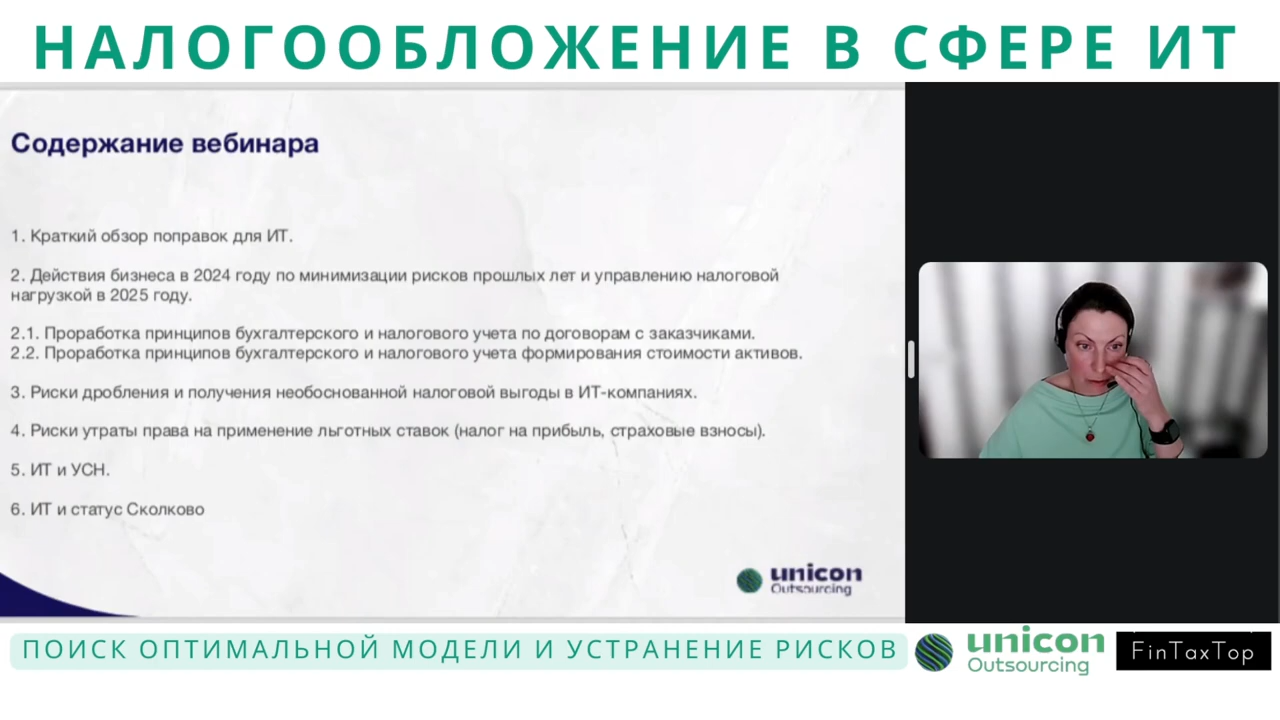 НАЛОГООБЛОЖЕНИЕ В СФЕРЕ ИТ
Содержание вебинара
1. Краткий обзор поправок для ИТ.
2. Действия бизнеса в 2024 году по минимизации рисков прошлых лет и управлению налоговой
нагрузкой в 2025 году.
2.1. Проработка принципов бухгалтерского и налогового учета по договорам с заказчиками.
2.2. Проработка принципов бухгалтерского и налогового учета формирования стоимости активов.
3. Риски дробления и получения необоснованной налоговой выгоды в ИТ-компаниях.
4. Риски утраты права на применение льготных ставок (налог на прибыль, страховые взносы).
5. ИТ и УСН.
6. ИТ и статус Сколково
unicon
Outsourcing
ПОИСК ОПТИМАЛЬНОЙ МОДЕЛИ И УСТРАНЕНИЕ РИСКОВ
unicon
Outsourcing
FinTaxTop